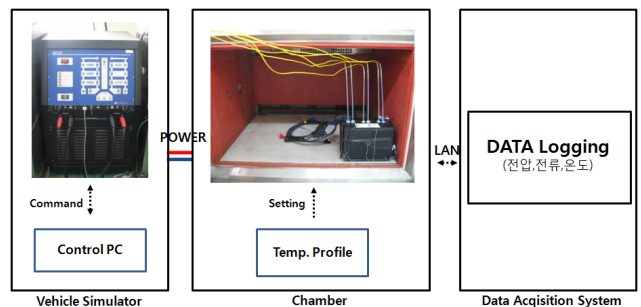 POWER
LAN
DATA Logging
(전압,전류,온도)
Command
Setting
Control PC
Temp. Profile
Vehicle Simulator
Chamber
Data Acqisition System